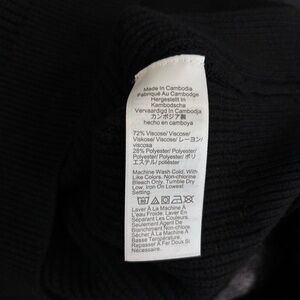 Made In Cambodia
Fabriqué Au Cambodge
Hergestellt In
Kambodscha
Vervaardigd In Cambodja
カンボジア製
hecho en camboya
72% Viscose/ Viscose/
Viskose/ Viscose/ レーヨン/
viscosa
28% Polyester/ Polyester/
Polyester/ Polyester/ ポリ
エステル/ poliéster
Machine Wash Cold. With
Like Colors. Non-chlorine
Bleach Only. Tumble Dry
Low. Iron on Lowest
Setting.
Laver À La Machine À
L'eau Froide. Laver En
Séparant Les Couleurs.
Seulement Agent De
Blanchiment Non-chloré.
Sécher À La Machine À
Basse Température.
Repasser À Fer Doux Si
Nécessaire.